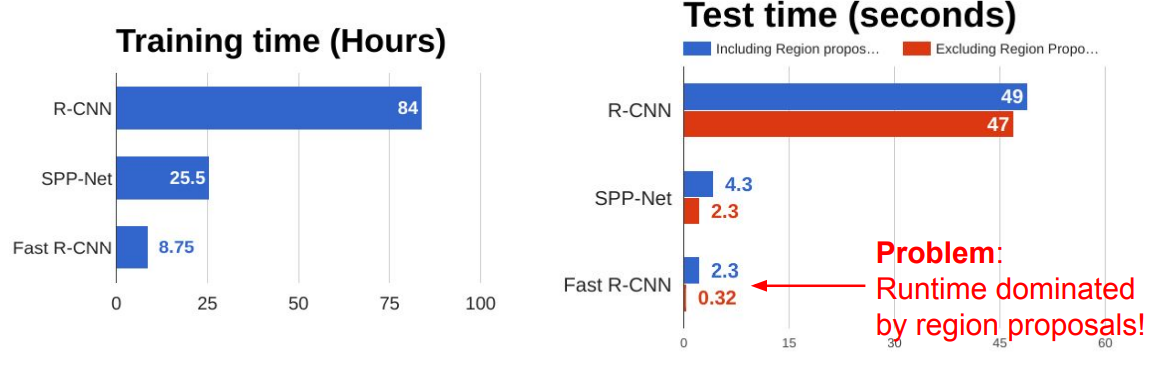 Training time (Hours)
R-CNN
84
SPP-Net
25.5
Fast R-CNN
8.75
0 25 50 75 100
Test time (seconds)
Including Region propos…
Excluding Region Propo…
R-CNN
49
47
SPP-Net
4.3
2.3
Fast R-CNN
2.3
0.32
Problem:
Runtime dominated
by region proposals!
0 15 30 45 60